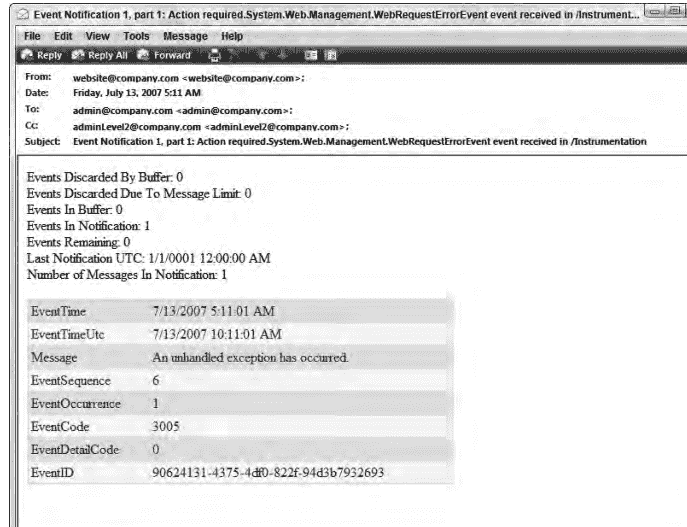 Event Notification 1, part 1: Action required.System.Web.Management.WebRequestErrorEvent event received in /Instrument...
File Edit View Tools Message Help
Reply Reply All Forward
From: website@company.com <website@company.com>;
Date: Friday, July 13, 2007 5:11 AM
To: admin@company.com <admin@company.com>;
Cc: adminLevel2@company.com <adminLevel2@company.com>;
Subject: Event Notification 1, part 1: Action required.System.Web.Management.WebRequestErrorEvent event received in /Instrumentation
Events Discarded By Buffer: 0
Events Discarded Due To Message Limit: 0
Events In Buffer: 0
Events In Notification: 1
Events Remaining: 0
Last Notification UTC: 1/1/0001 12:00:00 AM
Number of Messages In Notification: 1
EventTime 7/13/2007 5:11:01 AM
EventTimeUtc 7/13/2007 10:11:01 AM
Message An unhandled exception has occurred.
EventSequence 6
EventOccurrence 1
EventCode 3005
EventDetailCode 0
EventID 90624131-4375-4df0-822f-94d3b7932693